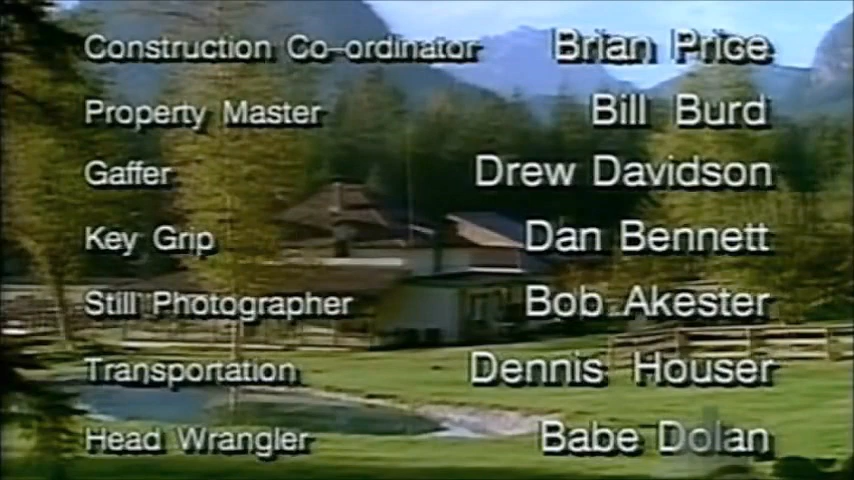 Construction Co-ordinator Brian Price
Property Master Bill Burd
Gaffer Drew Davidson
Key Grip Dan Bennett
Still Photographer Bob Akester
Transportation Dennis Houser
Head Wrangler Babe Dolan